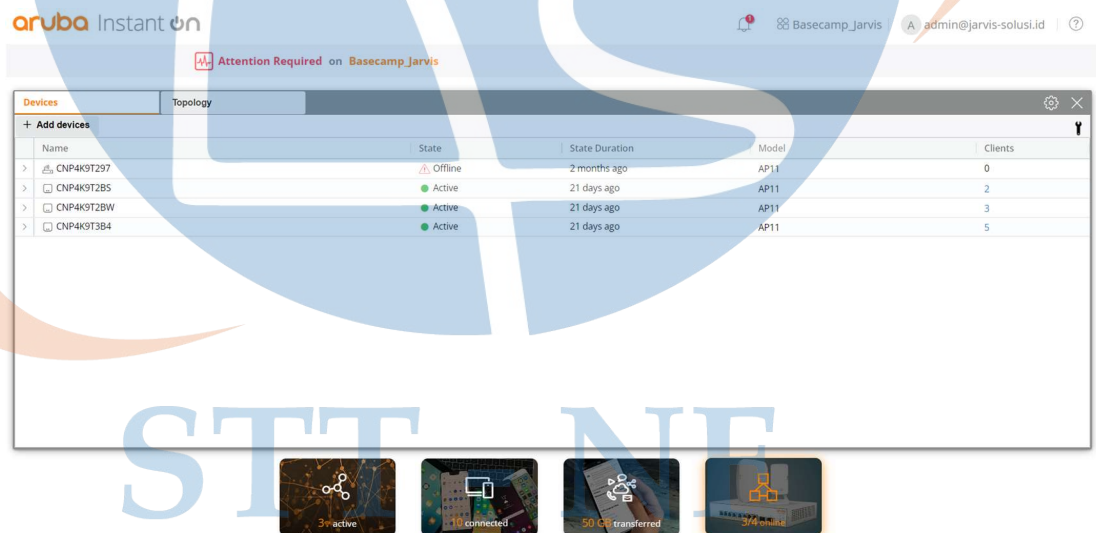 aruba Instant On
Basecamp_Jarvis
A admin@jarvis-solusi.id
?
Attention Required on Basecamp_Jarvis
Devices Topology
+ Add devices
Name State State Duration Model Clients
CNP4K9T297 Offline 2 months ago AP11 0
CNP4K9T2BS Active 21 days ago AP11 2
CNP4K9T2BW Active 21 days ago AP11 3
CNP4K9T3B4 Active 21 days ago AP11 5
STT NF
active
10 connected
50 GB transferred
3/4 online